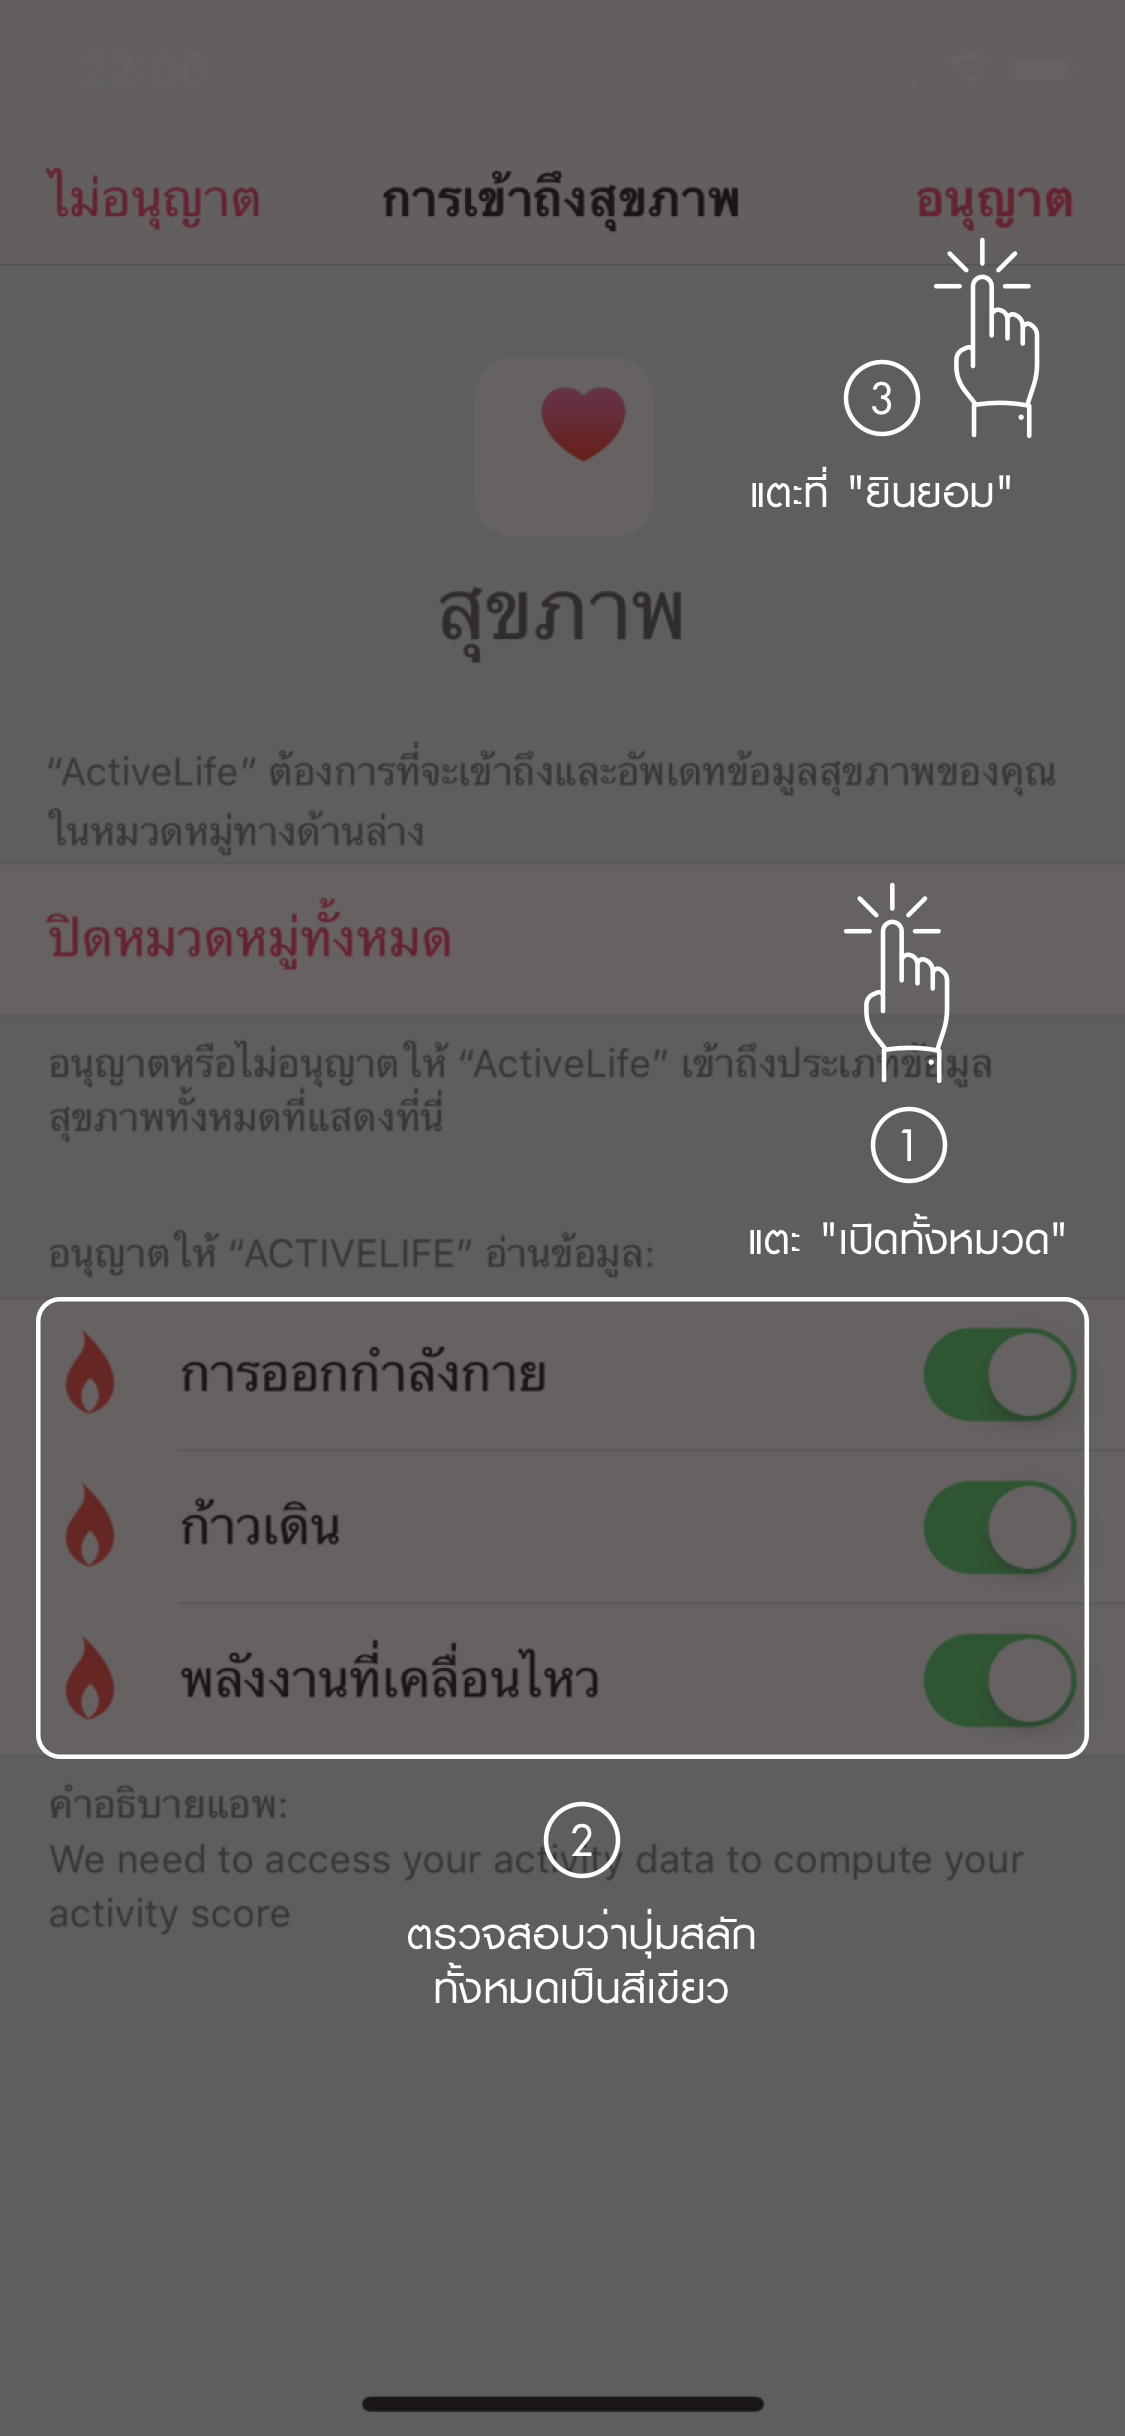 22:06
ไม่อนุญาต
การเข้าถึงสุขภาพ
อนุญาต
3
แตะที่ "ยินยอม"
สุขภาพ
“ActiveLife” ต้องการที่จะเข้าถึงและอัพเดทข้อมูลสุขภาพของคุณ
ในหมวดหมู่ทางด้านล่าง
ปิดหมวดหมู่ทั้งหมด
อนุญาตหรือไม่อนุญาตให้ “ActiveLife” เข้าถึงประเภทข้อมูล
สุขภาพทั้งหมดที่แสดงที่นี่
1
แตะ "เปิดทั้งหมวด"
อนุญาตให้ “ACTIVELIFE” อ่านข้อมูล:
การออกกำลังกาย
ก้าวเดิน
พลังงานที่เคลื่อนไหว
คำอธิบายแอพ:
We need to access your activity data to compute your
activity score
2
ตรวจสอบว่าปุ่มสลัก
ทั้งหมดเป็นสีเขียว